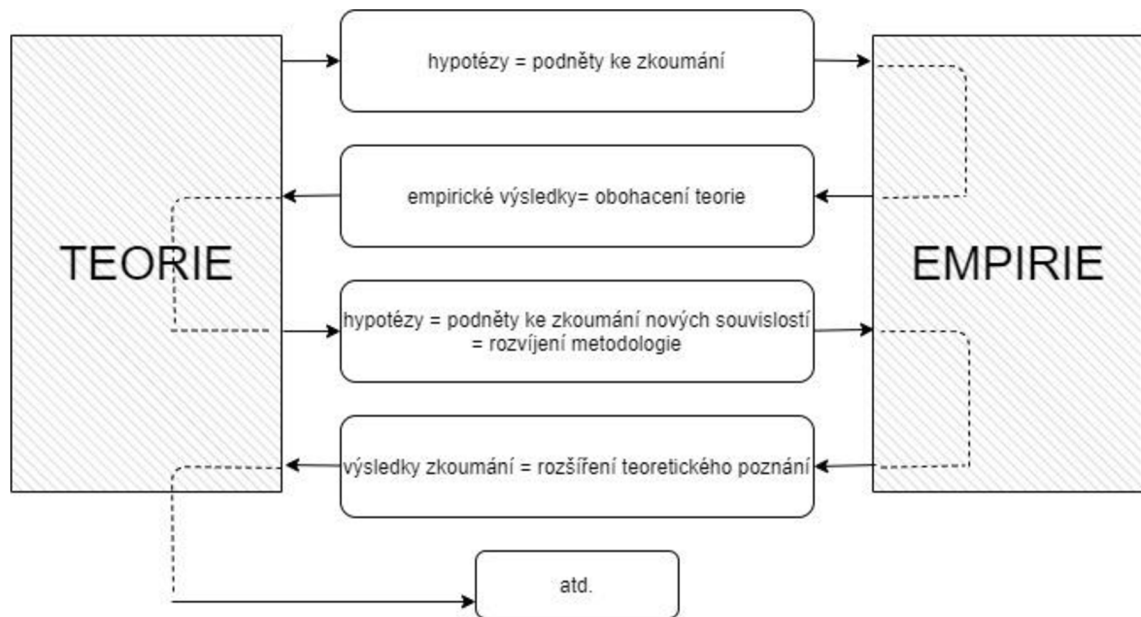 hypotézy = podněty ke zkoumání
empirické výsledky= obohacení teorie
TEORIE
EMPIRIE
hypotézy = podněty ke zkoumání nových souvislostí
= rozvíjení metodologie
výsledky zkoumání = rozšíření teoretického poznání
atd.